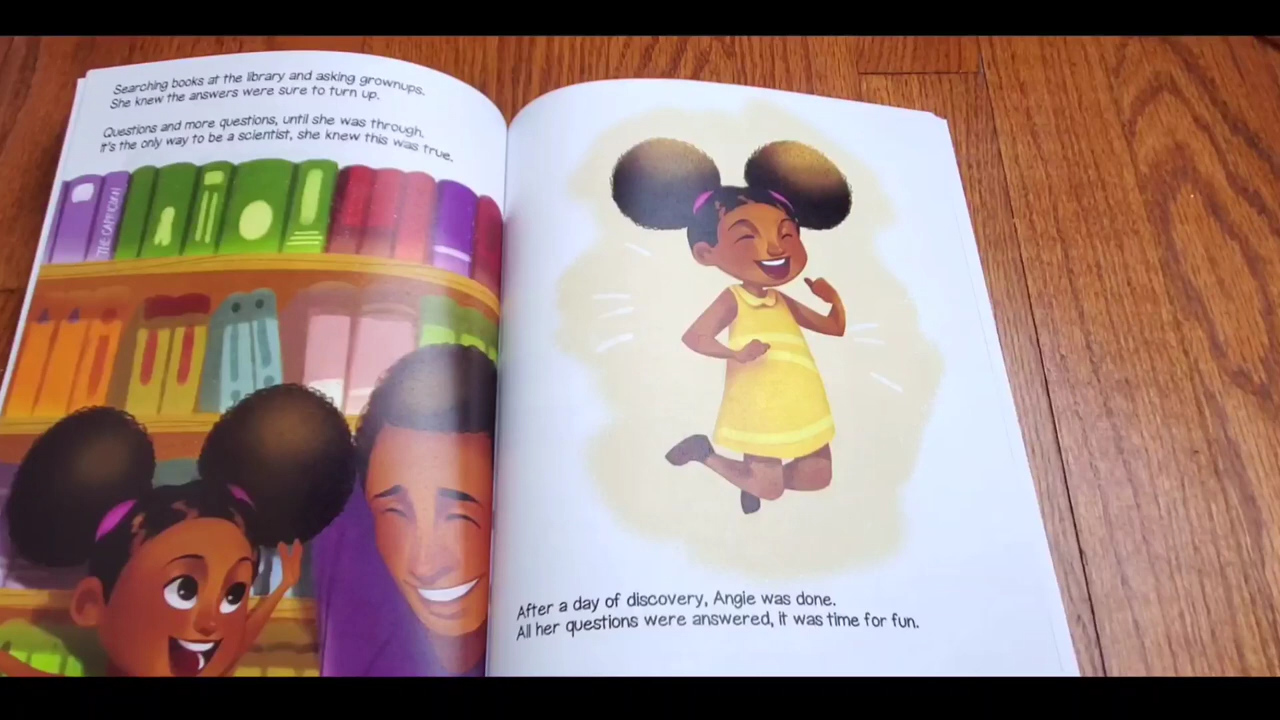 Searching books at the library and asking grownups.
She knew the answers were sure to turn up.
Questions and more questions, until she was through.
It's the only way to be a scientist, she knew this was true.
THE CAPRICAN
After a day of discovery, Angie was done.
All her questions were answered, it was time for fun.